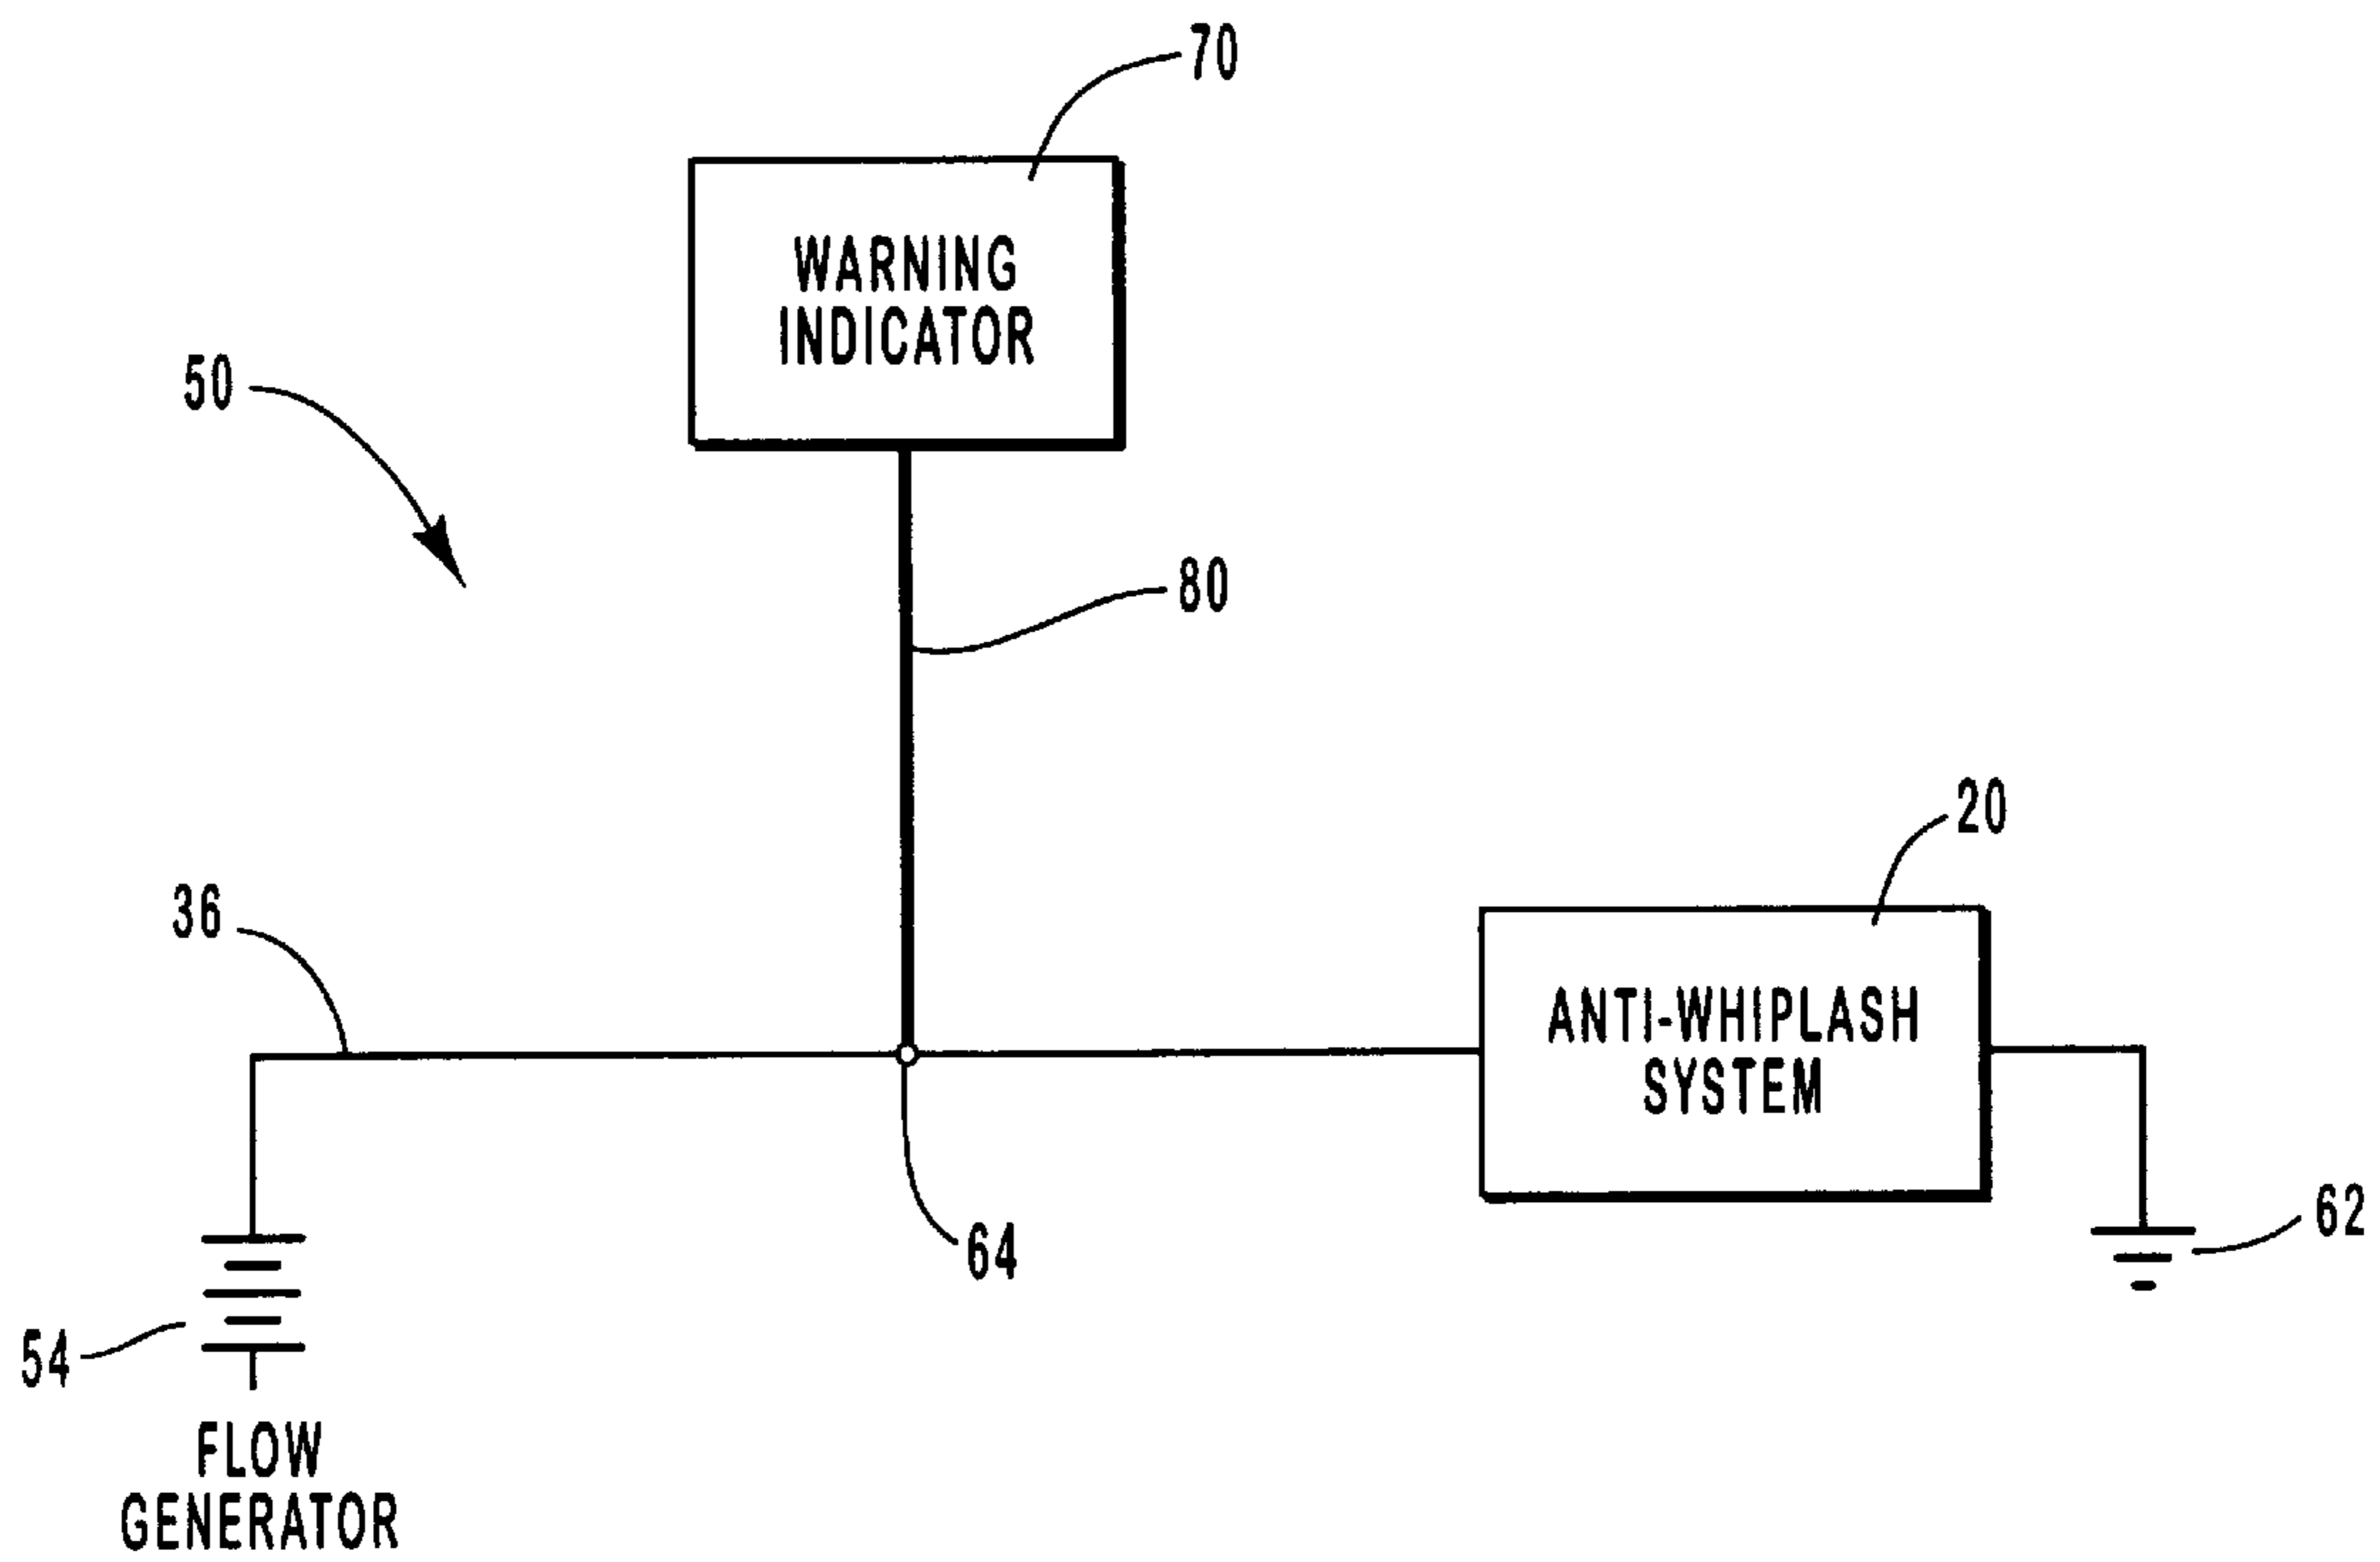 70
WARNING
INDICATOR
50
80
20
36
ANTI-WHIPLASH
SYSTEM
62
64
54
FLOW
GENERATOR